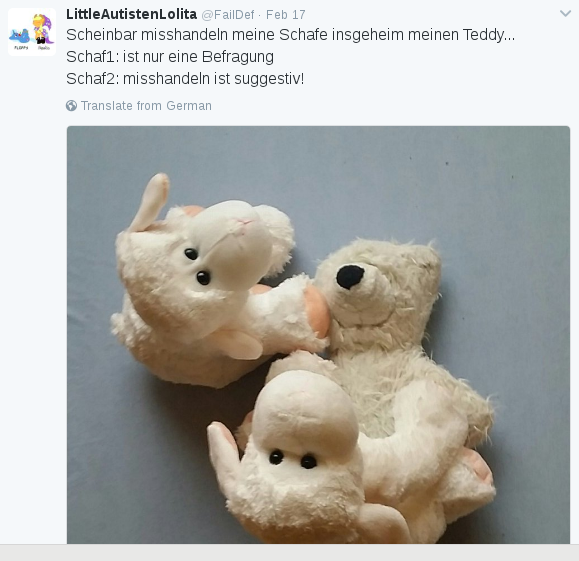 LittleAutistenLolita @FailDef · Feb 17
Scheinbar misshandeln meine Schafe insgeheim meinen Teddy...
Schaf1: ist nur eine Befragung
Schaf2: misshandeln ist suggestiv!
Translate from German